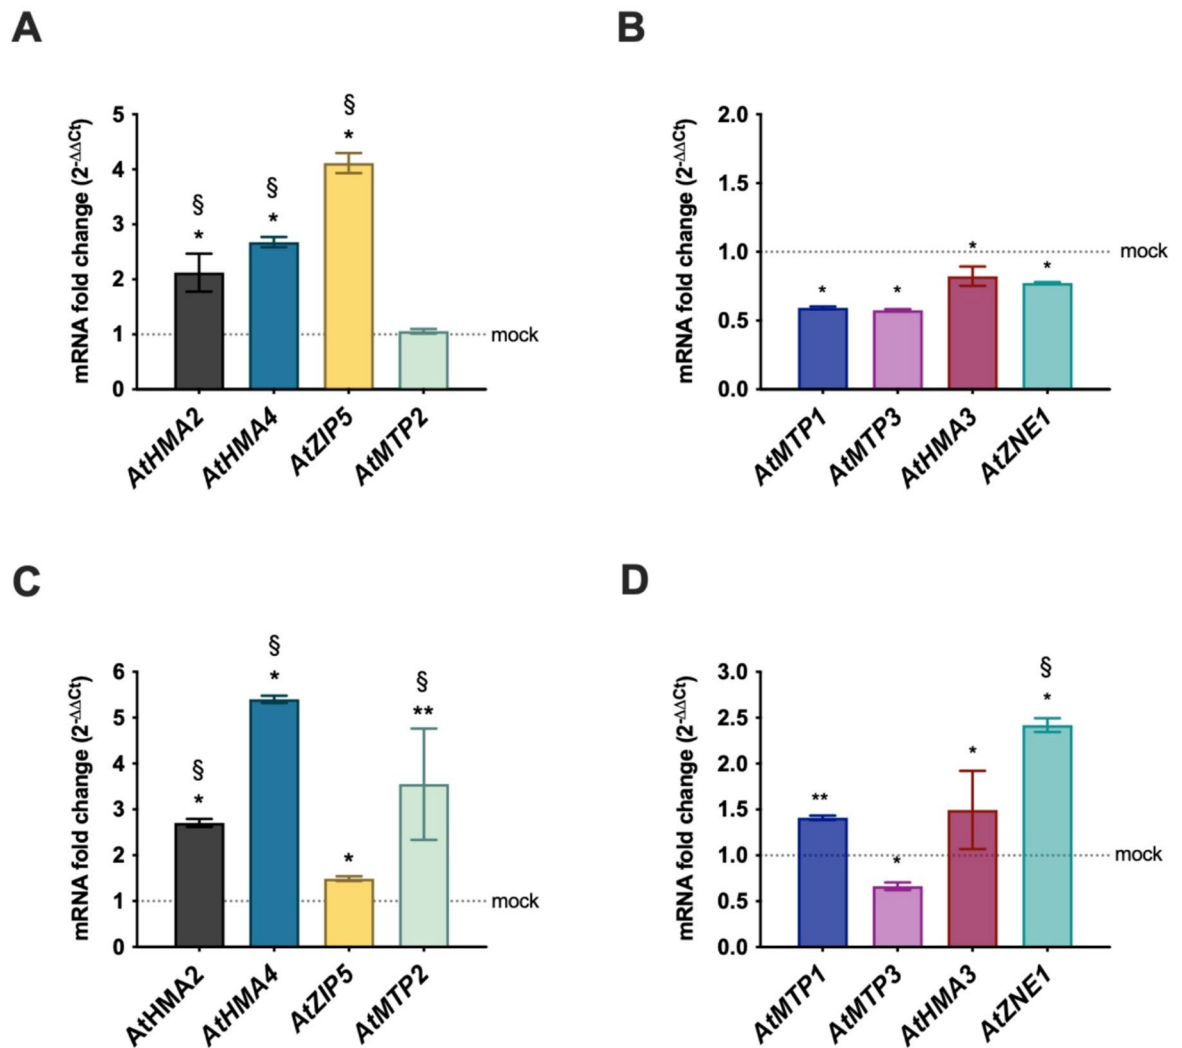 A
mRNA fold change (2-ΔΔCt)
5
4
3
2
1
0
§
*
§
*
§
*
mock
AtHMA2
AtHMA4
AtZIP5
AtMTP2
B
mRNA fold change (2-ΔΔCt)
2.0
1.5
1.0
0.5
0.0
*
*
*
*
mock
AtMTP1
AtMTP3
AtHMA3
AtZNE1
C
mRNA fold change (2-ΔΔCt)
6
5
4
3
2
1
0
§
*
§
*
*
§
**
mock
AtHMA2
AtHMA4
AtZIP5
AtMTP2
D
mRNA fold change (2-ΔΔCt)
3.0
2.5
2.0
1.5
1.0
0.5
0.0
**
*
*
§
*
mock
AtMTP1
AtMTP3
AtHMA3
AtZNE1